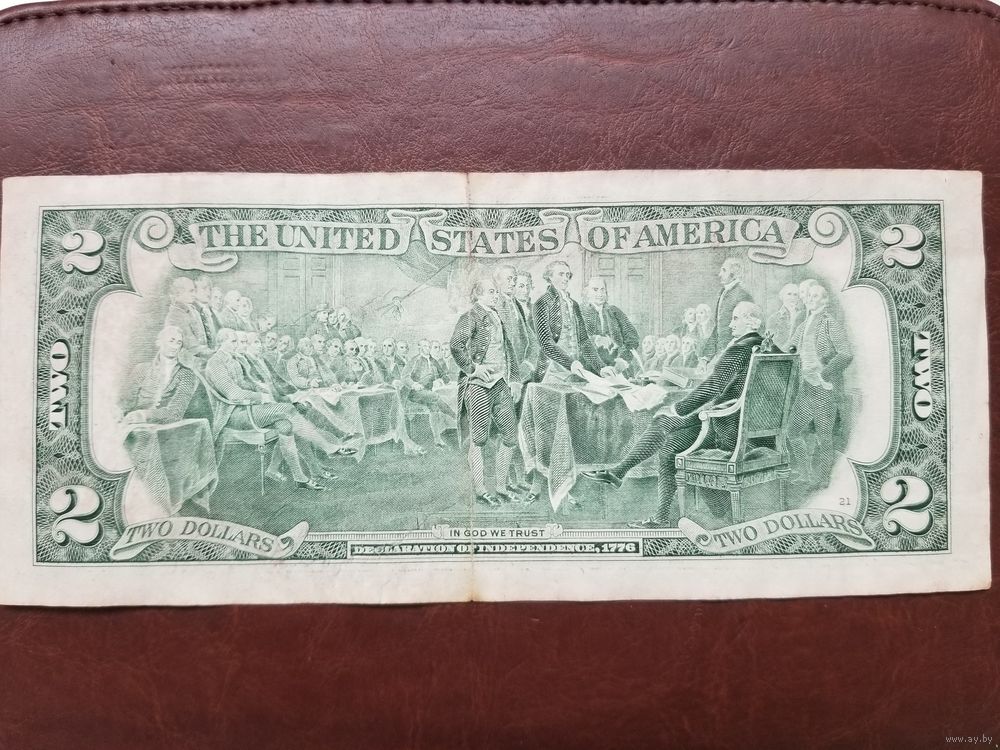 THE UNITED STATES OF AMERICA
2 2
TWO TWO
21
2 2
TWO DOLLARS IN GOD WE TRUST TWO DOLLARS
DECLARATION OF INDEPENDENCE, 1776
www.ay.by